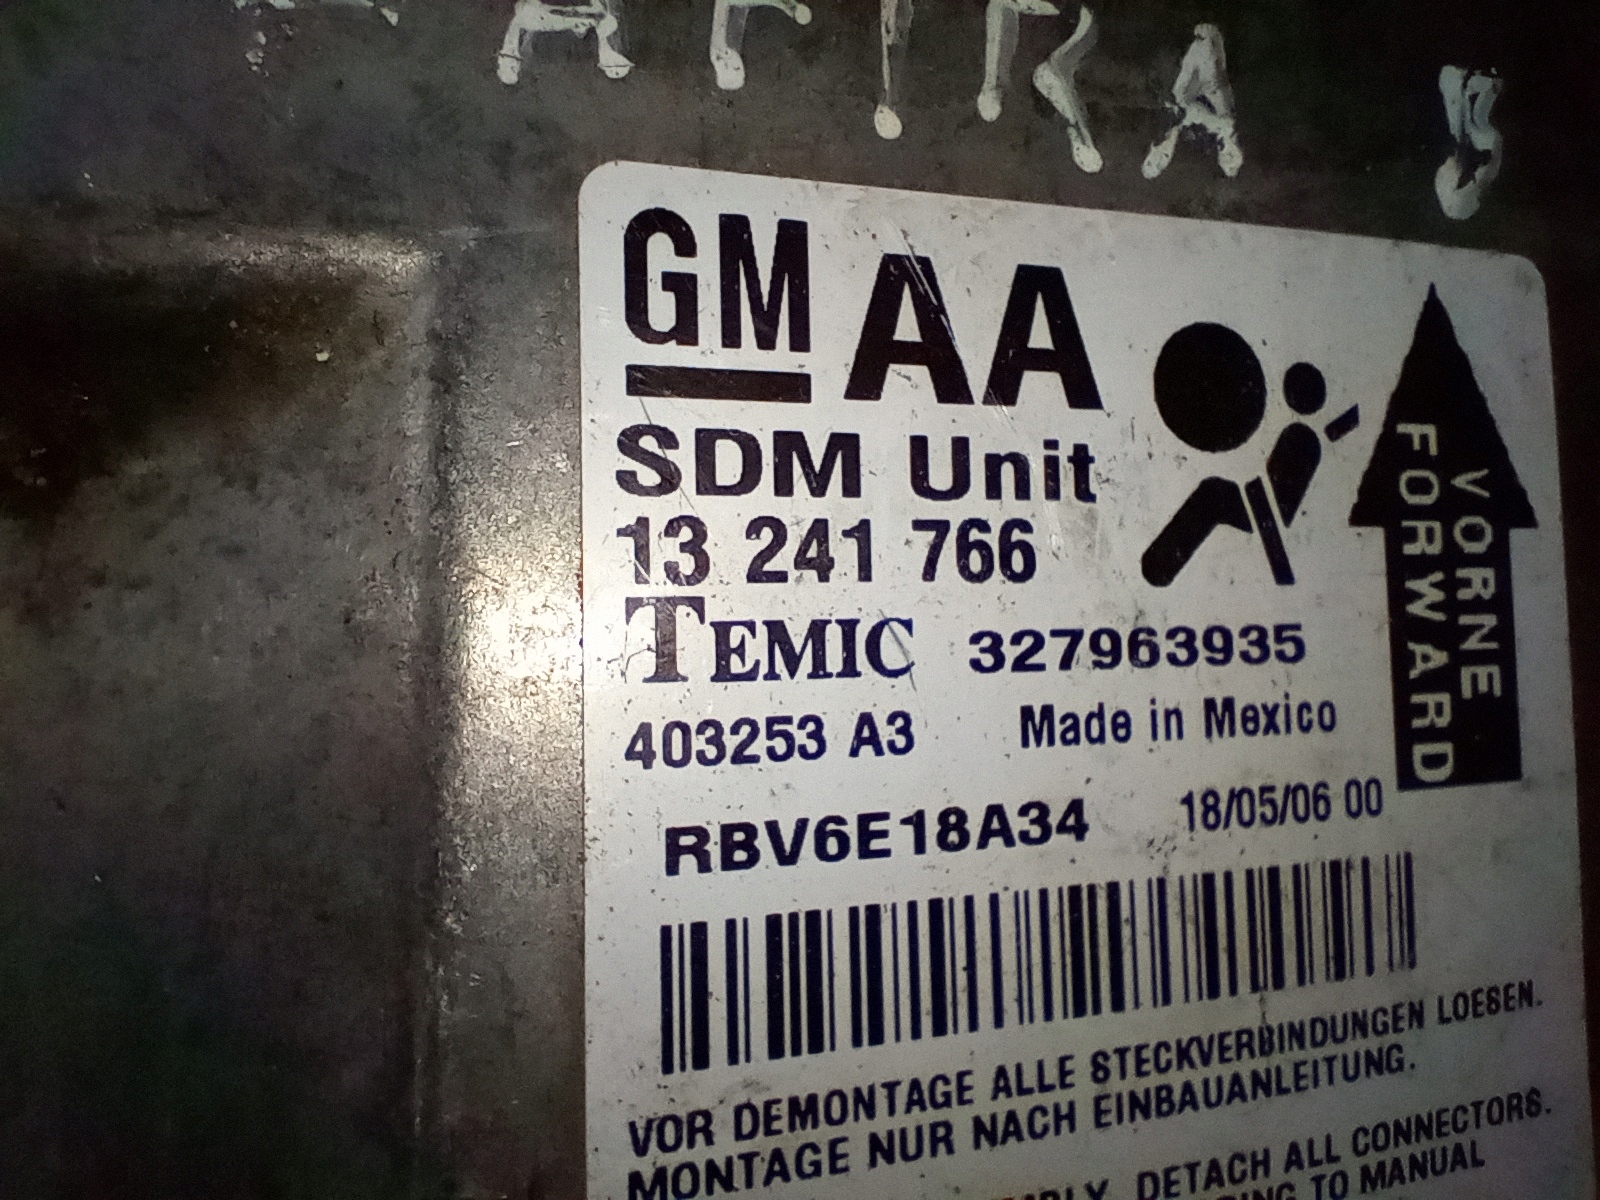 AFIRA B
GM AA
SDM Unit
13 241 766
TEMIC 327963935
403253 A3 Made in Mexico
RBV6E18A34 18/05/06 00
VORNE
FORWARD
VOR DEMONTAGE ALLE STECKVERBINDUNGEN LOESEN.
MONTAGE NUR NACH EINBAUANLEITUNG.
DETACH ALL CONNECTORS.
TO MANUAL